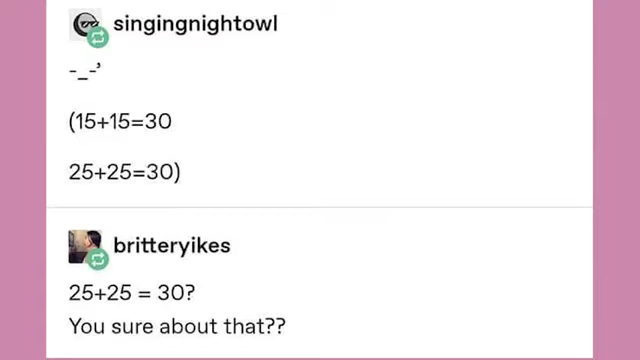 singingnightowl
-_-’
(15+15=30
25+25=30)
britteryikes
25+25 = 30?
You sure about that??